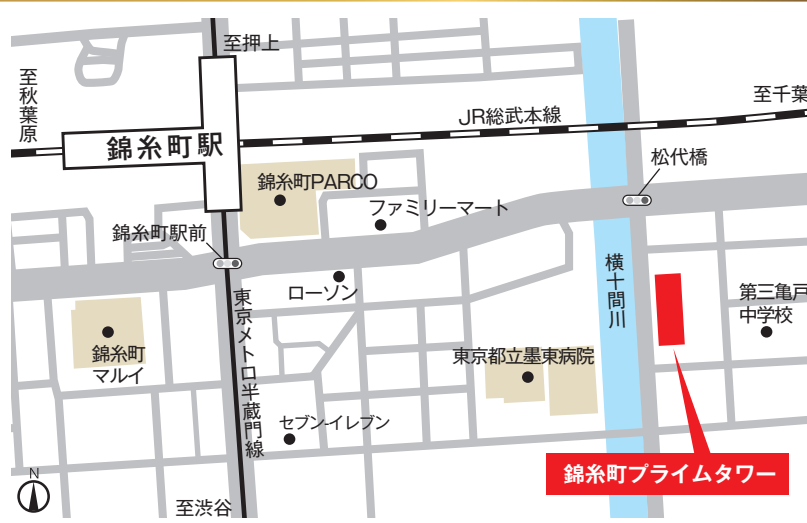 至押上
至
秋
葉
原
至千葉
JR総武本線
錦糸町駅
松代橋
錦糸町PARCO
ファミリーマート
錦糸町駅前
横
十
間
川
ローソン
東
京
メ
ト
ロ
半
蔵
門
線
第三亀戸
中学校
錦糸町
マルイ
東京都立墨東病院
セブン-イレブン
錦糸町プライムタワー
N
至渋谷